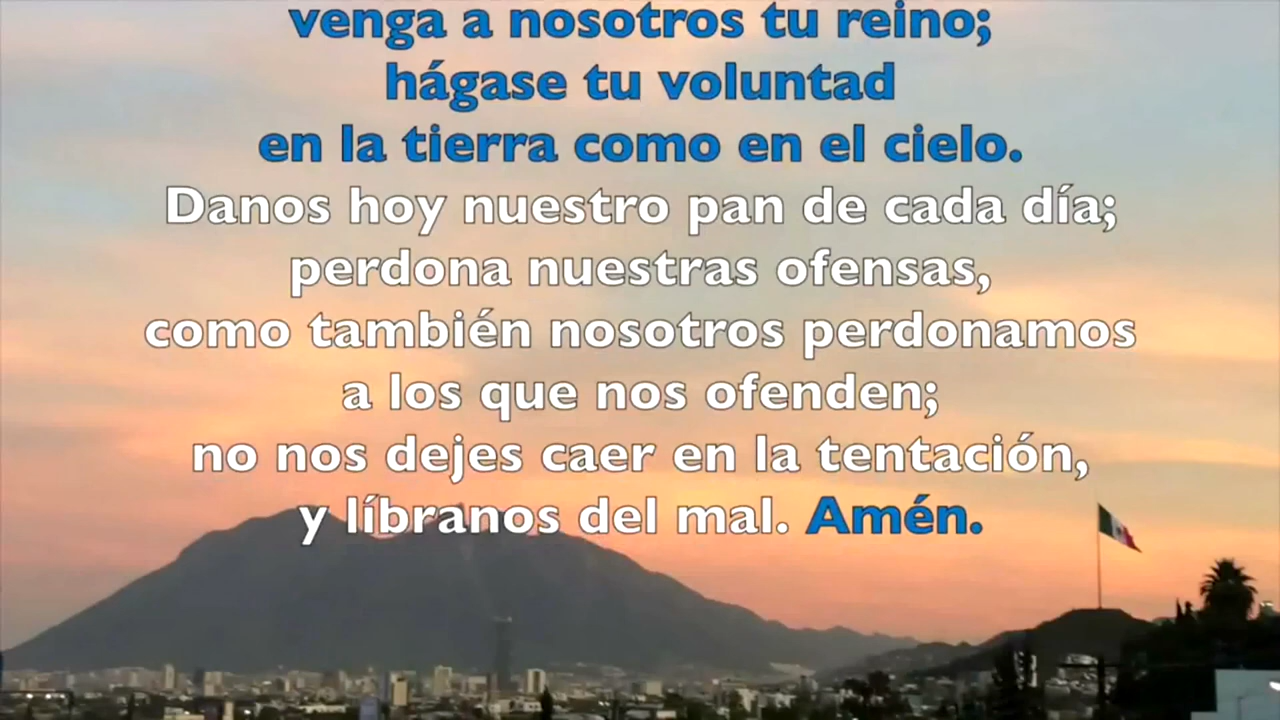 venga a nosotros tu reino;
hágase tu voluntad
en la tierra como en el cielo.
Danos hoy nuestro pan de cada día;
perdona nuestras ofensas,
como también nosotros perdonamos
a los que nos ofenden;
no nos dejes caer en la tentación,
y líbranos del mal. Amén.